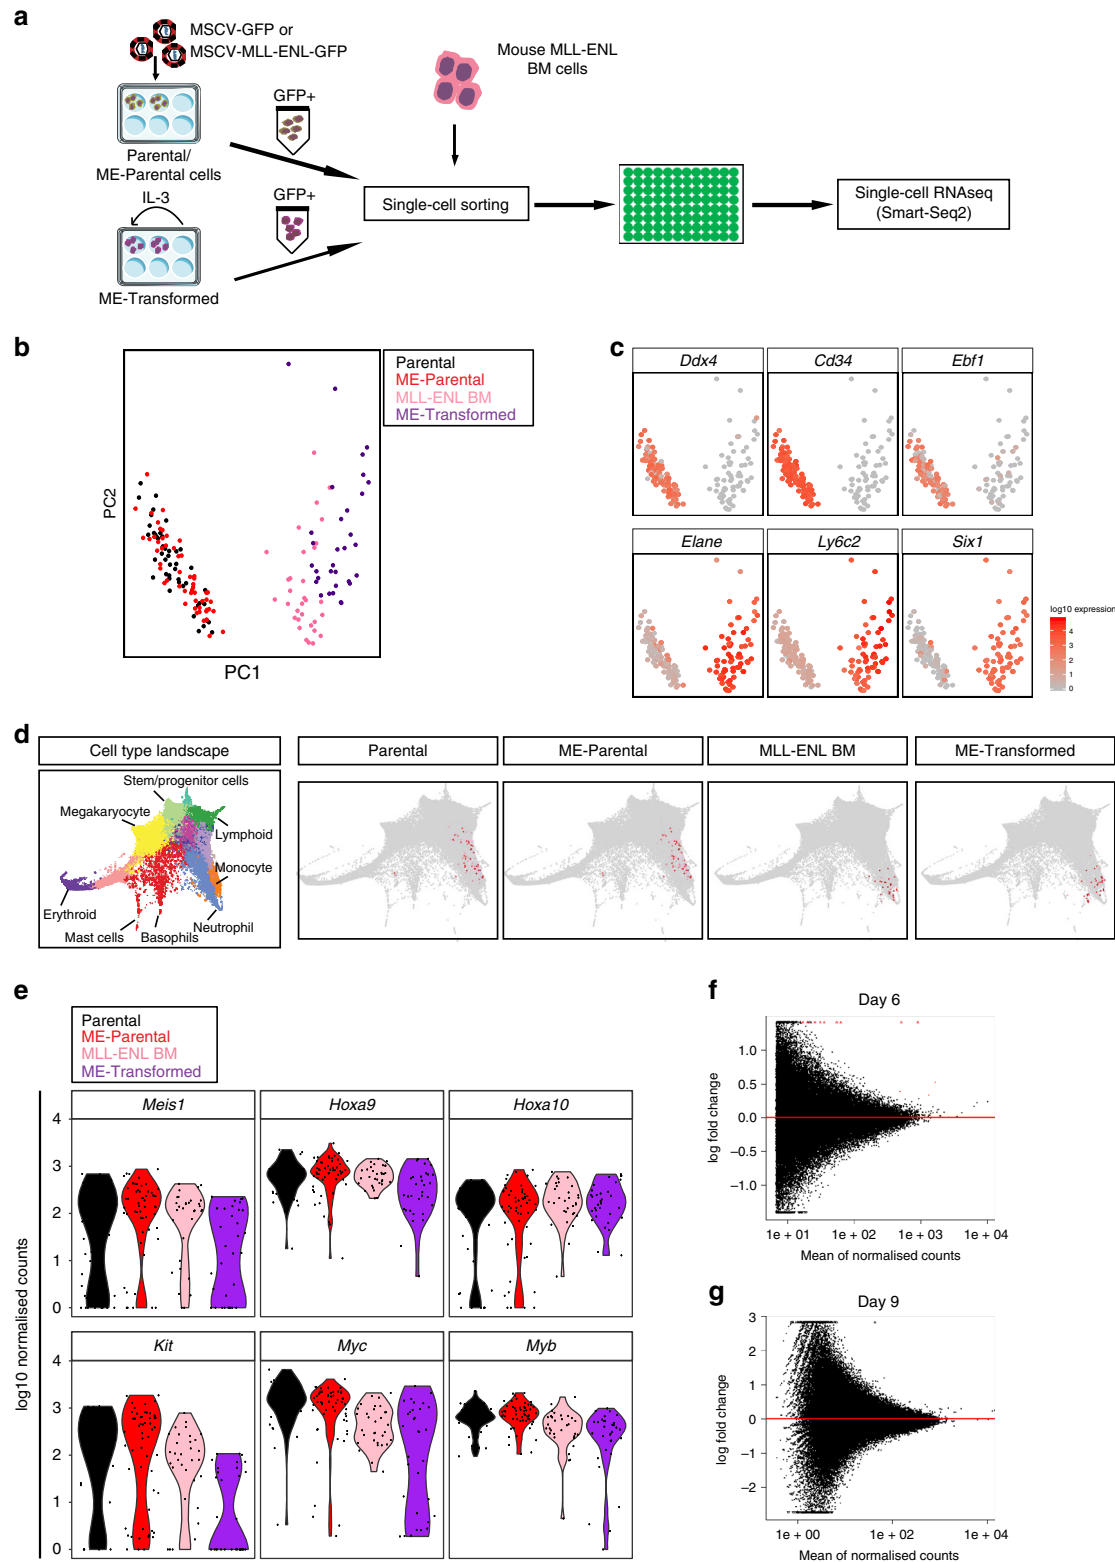 a
MSCV-GFP or
MSCV-MLL-ENL-GFP
Mouse MLL-ENL
BM cells
GFP+
Parental/
ME-Parental cells
IL-3
GFP+
Single-cell sorting
Single-cell RNAseq
(Smart-Seq2)
ME-Transformed
b
Parental
ME-Parental
MLL-ENL BM
ME-Transformed
PC2
PC1
c
Ddx4
Cd34
Ebf1
Elane
Ly6c2
Six1
log10 expression
4
3
2
1
0
d
Cell type landscape
Parental
ME-Parental
MLL-ENL BM
ME-Transformed
Stem/progenitor cells
Megakaryocyte
Lymphoid
Monocyte
Erythroid
Neutrophil
Mast cells
Basophils
e
Parental
ME-Parental
MLL-ENL BM
ME-Transformed
log10 normalised counts
Meis1
Hoxa9
Hoxa10
4
3
2
1
0
Kit
Myc
Myb
4
3
2
1
0
f
Day 6
log fold change
1.0
0.5
0.0
−0.5
−1.0
1e + 01
1e + 02
1e + 03
1e + 04
Mean of normalised counts
g
Day 9
log fold change
3
2
1
0
−1
−2
1e + 00
1e + 02
1e + 04
Mean of normalised counts